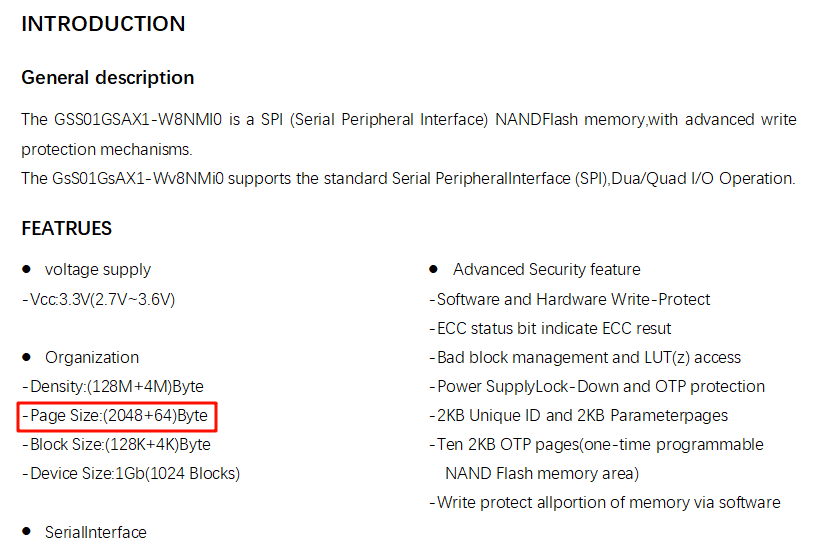 INTRODUCTION
General description
The GSS01GSAX1-W8NMI0 is a SPI (Serial Peripheral Interface) NANDFlash memory,with advanced write
protection mechanisms.
The GsS01GsAX1-Wv8NMi0 supports the standard Serial PeripheralInterface (SPI),Dua/Quad I/O Operation.
FEATRUES
● voltage supply
-Vcc:3.3V(2.7V~3.6V)
● Organization
-Density:(128M+4M)Byte
-Page Size:(2048+64)Byte
-Block Size:(128K+4K)Byte
-Device Size:1Gb(1024 Blocks)
● SerialInterface
● Advanced Security feature
-Software and Hardware Write-Protect
-ECC status bit indicate ECC resut
-Bad block management and LUT(z) access
-Power SupplyLock-Down and OTP protection
-2KB Unique ID and 2KB Parameterpages
-Ten 2KB OTP pages(one-time programmable
NAND Flash memory area)
-Write protect allportion of memory via software